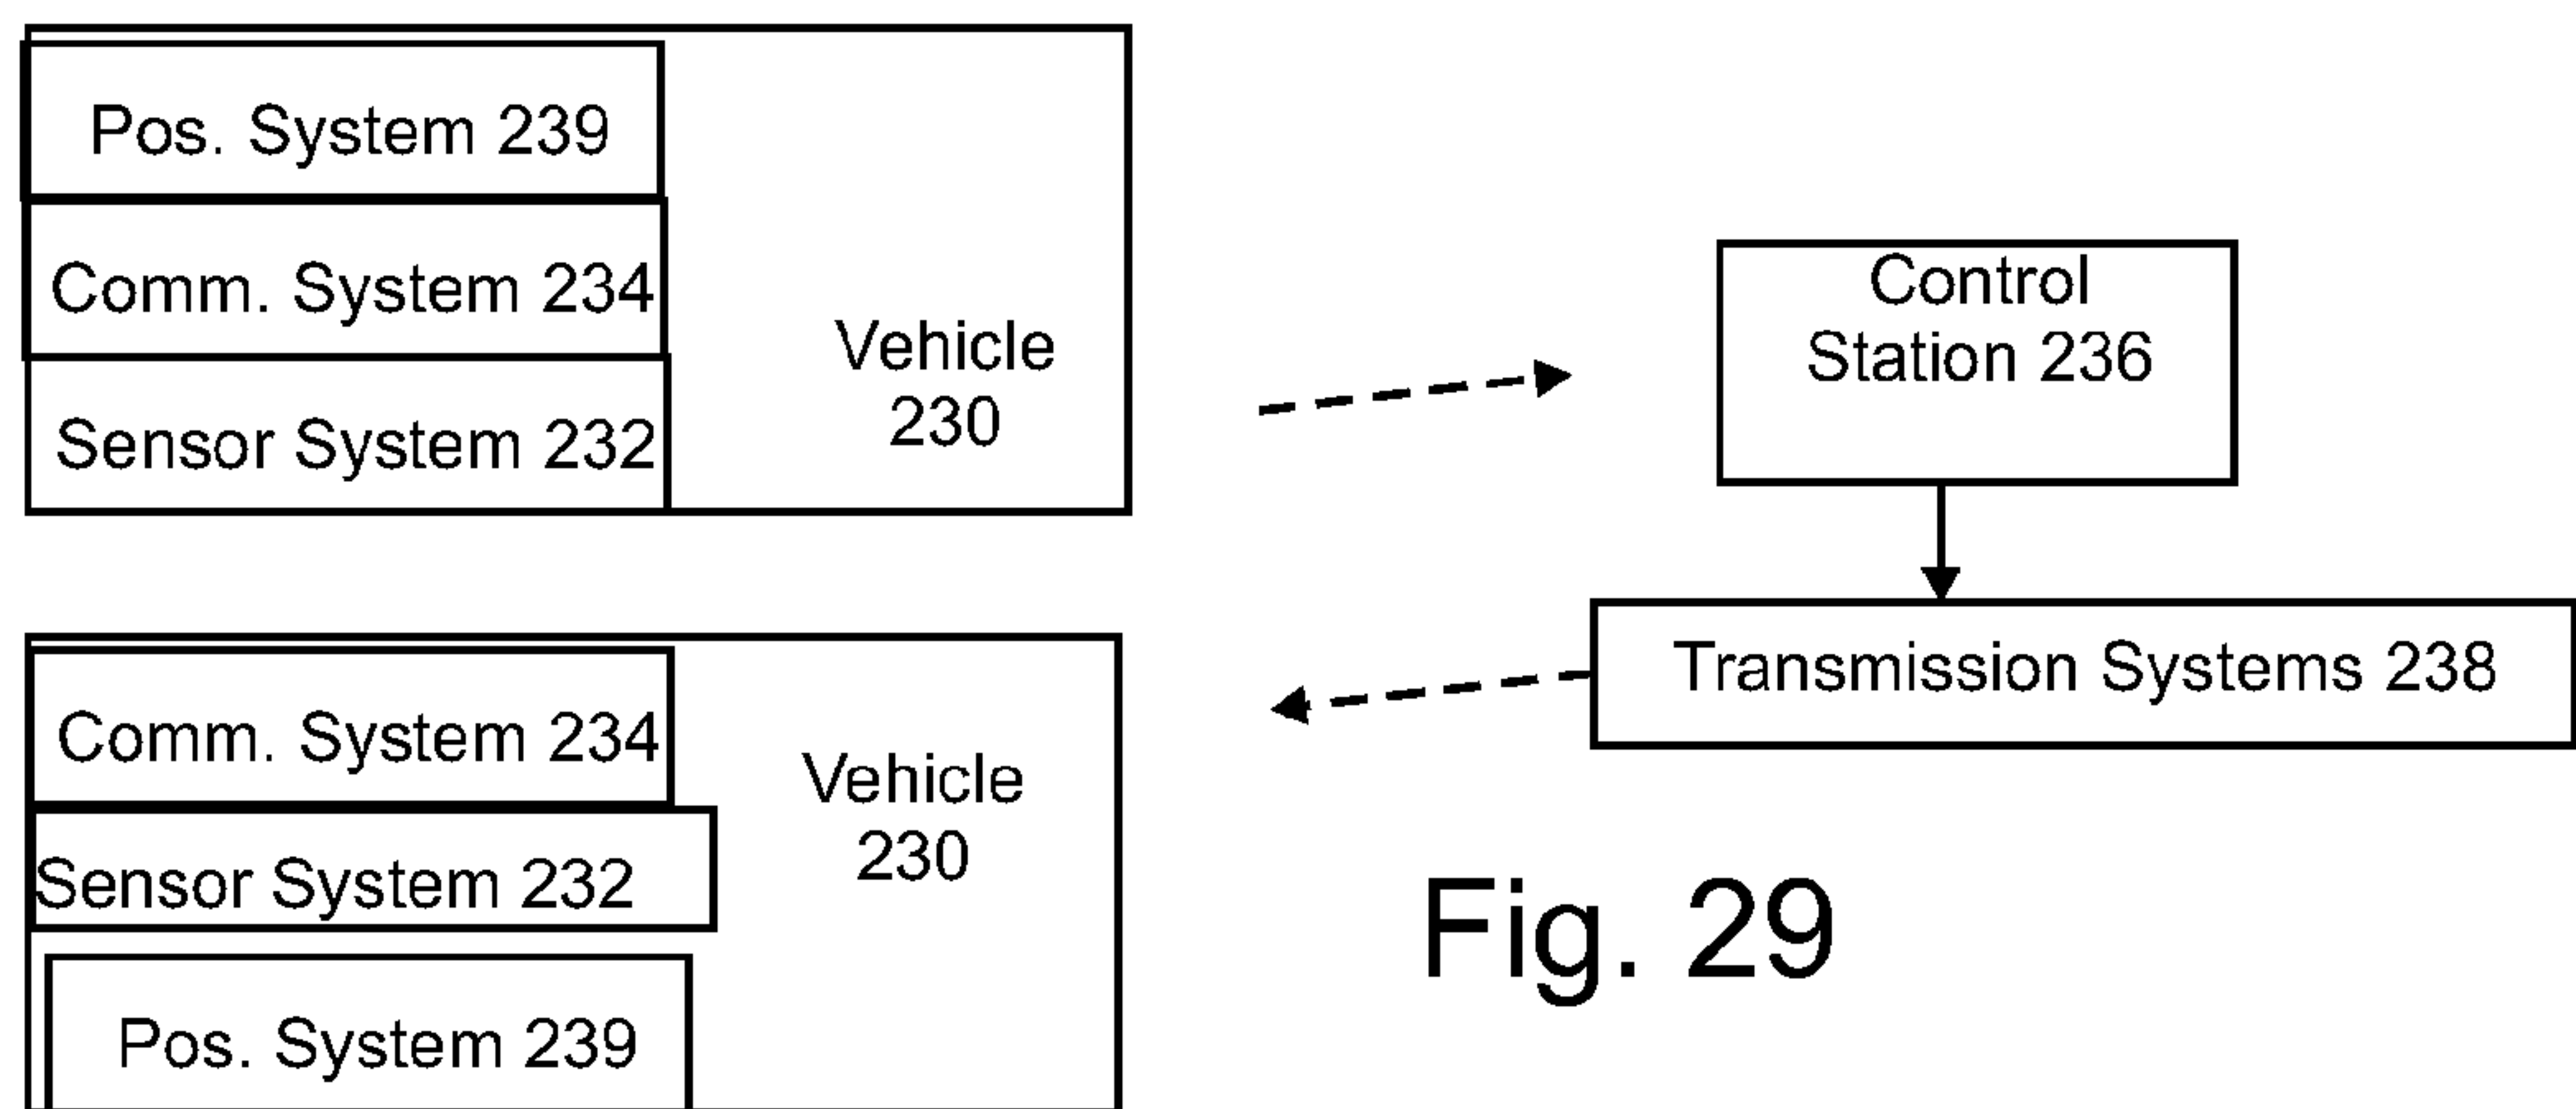 Pos. System 239
Comm. System 234
Sensor System 232
Vehicle
230
Control
Station 236
Transmission Systems 238
Comm. System 234
Sensor System 232
Pos. System 239
Vehicle
230
Fig. 29